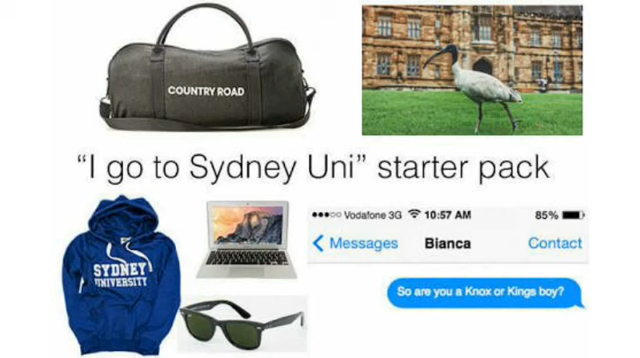 COUNTRY ROAD
“I go to Sydney Uni” starter pack
SYDNEY
UNIVERSITY
Vodafone 3G 10:57 AM 85%
Messages Bianca Contact
So are you a Knox or Kings boy?